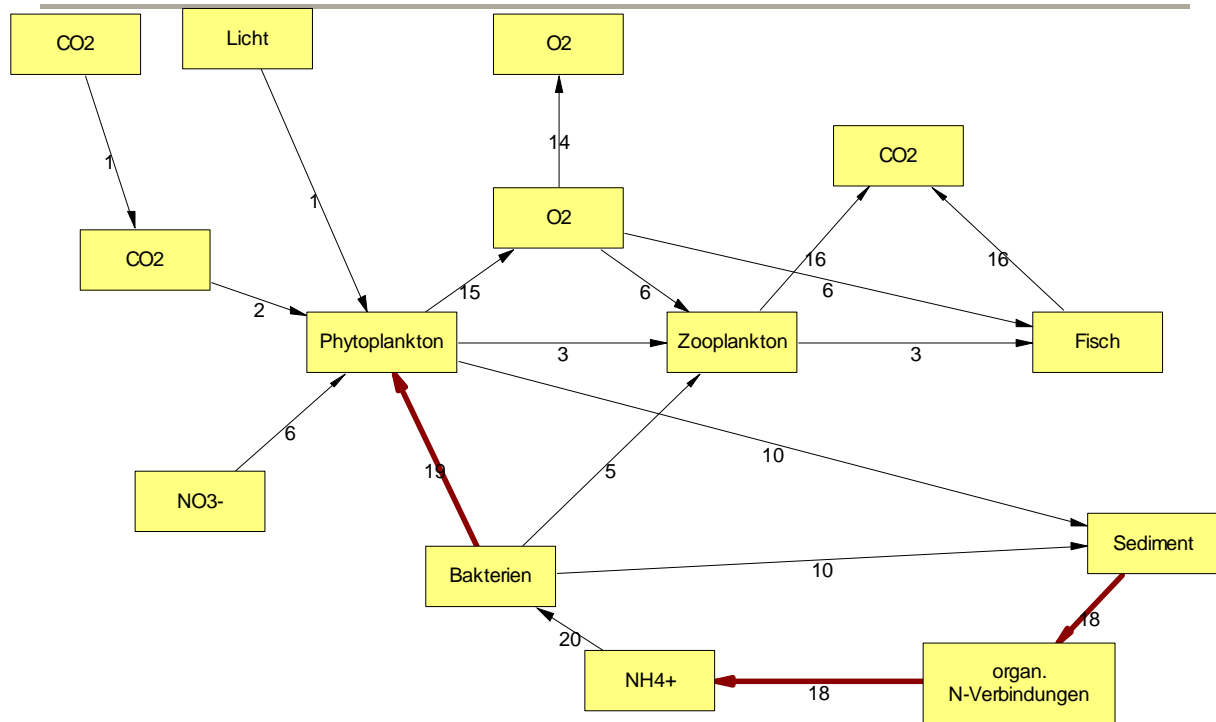 CO2
Licht
O2
1
14
CO2
1
O2
CO2
16
16
2
15
6
6
Phytoplankton
3
Zooplankton
3
Fisch
6
19
5
10
NO3-
Bakterien
10
Sediment
20
18
NH4+
18
organ.
N-Verbindungen